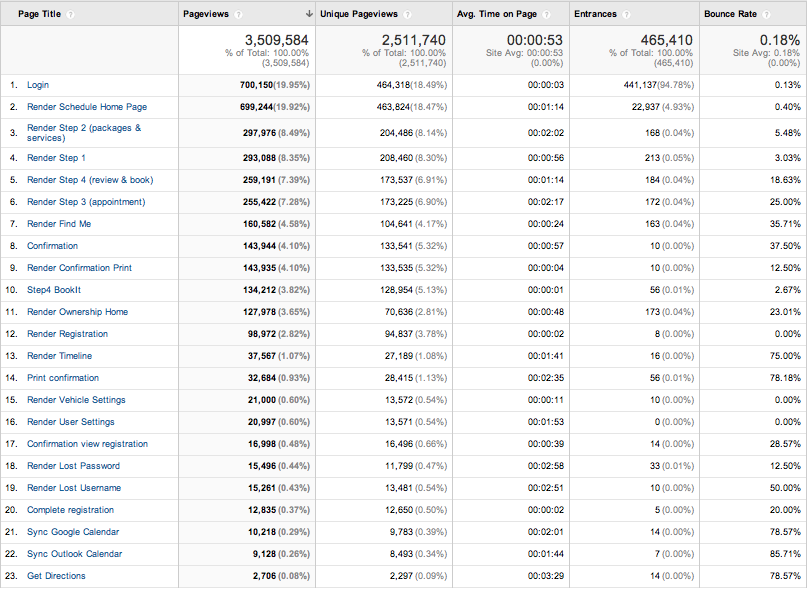 Page Title ? Pageviews ? ↓ Unique Pageviews ? Avg. Time on Page ? Entrances ? Bounce Rate ?
3,509,584 2,511,740 00:00:53 465,410 0.18%
% of Total: 100.00% % of Total: 100.00% Site Avg: 00:00:53 % of Total: 100.00% Site Avg: 0.18%
(3,509,584) (2,511,740) (0.00%) (465,410) (0.00%)
1. Login 700,150(19.95%) 464,318(18.49%) 00:00:03 441,137(94.78%) 0.13%
2. Render Schedule Home Page 699,244(19.92%) 463,824(18.47%) 00:01:14 22,937 (4.93%) 0.40%
3. Render Step 2 (packages & 297,976 (8.49%) 204,486 (8.14%) 00:02:02 168 (0.04%) 5.48%
services)
4. Render Step 1 293,088 (8.35%) 208,460 (8.30%) 00:00:56 213 (0.05%) 3.03%
5. Render Step 4 (review & book) 259,191 (7.39%) 173,537 (6.91%) 00:01:14 184 (0.04%) 18.63%
6. Render Step 3 (appointment) 255,422 (7.28%) 173,225 (6.90%) 00:02:17 172 (0.04%) 25.00%
7. Render Find Me 160,582 (4.58%) 104,641 (4.17%) 00:00:24 163 (0.04%) 35.71%
8. Confirmation 143,944 (4.10%) 133,541 (5.32%) 00:00:57 10 (0.00%) 37.50%
9. Render Confirmation Print 143,935 (4.10%) 133,535 (5.32%) 00:00:04 10 (0.00%) 12.50%
10. Step4 BookIt 134,212 (3.82%) 128,954 (5.13%) 00:00:01 56 (0.01%) 2.67%
11. Render Ownership Home 127,978 (3.65%) 70,636 (2.81%) 00:00:48 173 (0.04%) 23.01%
12. Render Registration 98,972 (2.82%) 94,837 (3.78%) 00:00:02 8 (0.00%) 0.00%
13. Render Timeline 37,567 (1.07%) 27,189 (1.08%) 00:01:41 16 (0.00%) 75.00%
14. Print confirmation 32,684 (0.93%) 28,415 (1.13%) 00:02:35 56 (0.01%) 78.18%
15. Render Vehicle Settings 21,000 (0.60%) 13,572 (0.54%) 00:00:11 10 (0.00%) 0.00%
16. Render User Settings 20,997 (0.60%) 13,571 (0.54%) 00:01:53 0 (0.00%) 0.00%
17. Confirmation view registration 16,998 (0.48%) 16,496 (0.66%) 00:00:39 14 (0.00%) 28.57%
18. Render Lost Password 15,496 (0.44%) 11,799 (0.47%) 00:02:58 33 (0.01%) 12.50%
19. Render Lost Username 15,261 (0.43%) 13,481 (0.54%) 00:02:51 10 (0.00%) 50.00%
20. Complete registration 12,835 (0.37%) 12,650 (0.50%) 00:00:02 5 (0.00%) 20.00%
21. Sync Google Calendar 10,218 (0.29%) 9,783 (0.39%) 00:02:01 14 (0.00%) 78.57%
22. Sync Outlook Calendar 9,128 (0.26%) 8,493 (0.34%) 00:01:44 7 (0.00%) 85.71%
23. Get Directions 2,706 (0.08%) 2,297 (0.09%) 00:03:29 14 (0.00%) 78.57%